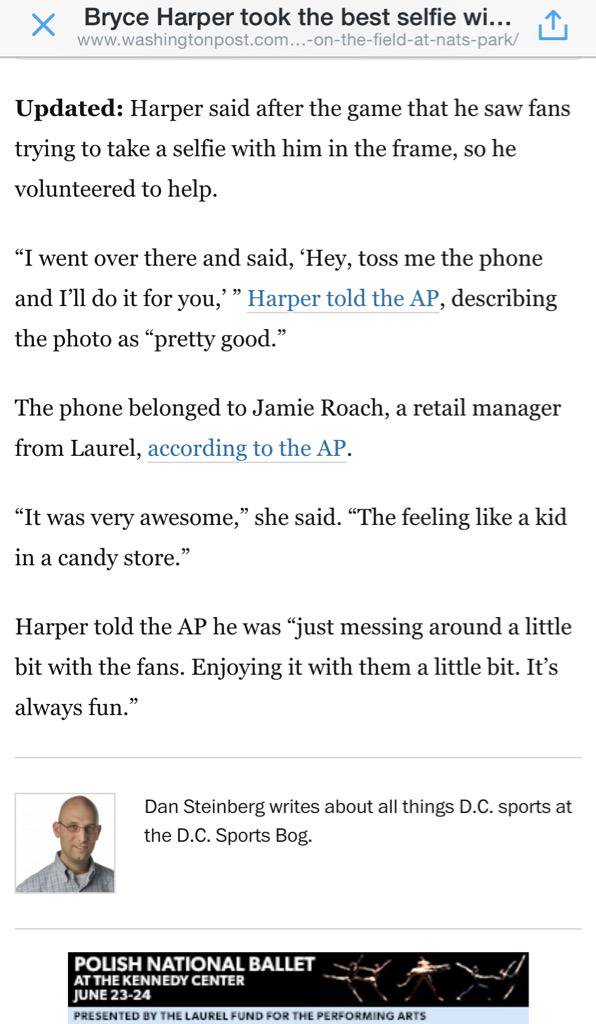 Bryce Harper took the best selfie wi...
www.washingtonpost.com...-on-the-field-at-nats-park/
Updated: Harper said after the game that he saw fans
trying to take a selfie with him in the frame, so he
volunteered to help.
“I went over there and said, ‘Hey, toss me the phone
and I’ll do it for you,’ ” Harper told the AP, describing
the photo as “pretty good.”
The phone belonged to Jamie Roach, a retail manager
from Laurel, according to the AP.
“It was very awesome,” she said. “The feeling like a kid
in a candy store.”
Harper told the AP he was “just messing around a little
bit with the fans. Enjoying it with them a little bit. It’s
always fun.”
Dan Steinberg writes about all things D.C. sports at
the D.C. Sports Bog.
POLISH NATIONAL BALLET
AT THE KENNEDY CENTER
JUNE 23-24
PRESENTED BY THE LAUREL FUND FOR THE PERFORMING ARTS